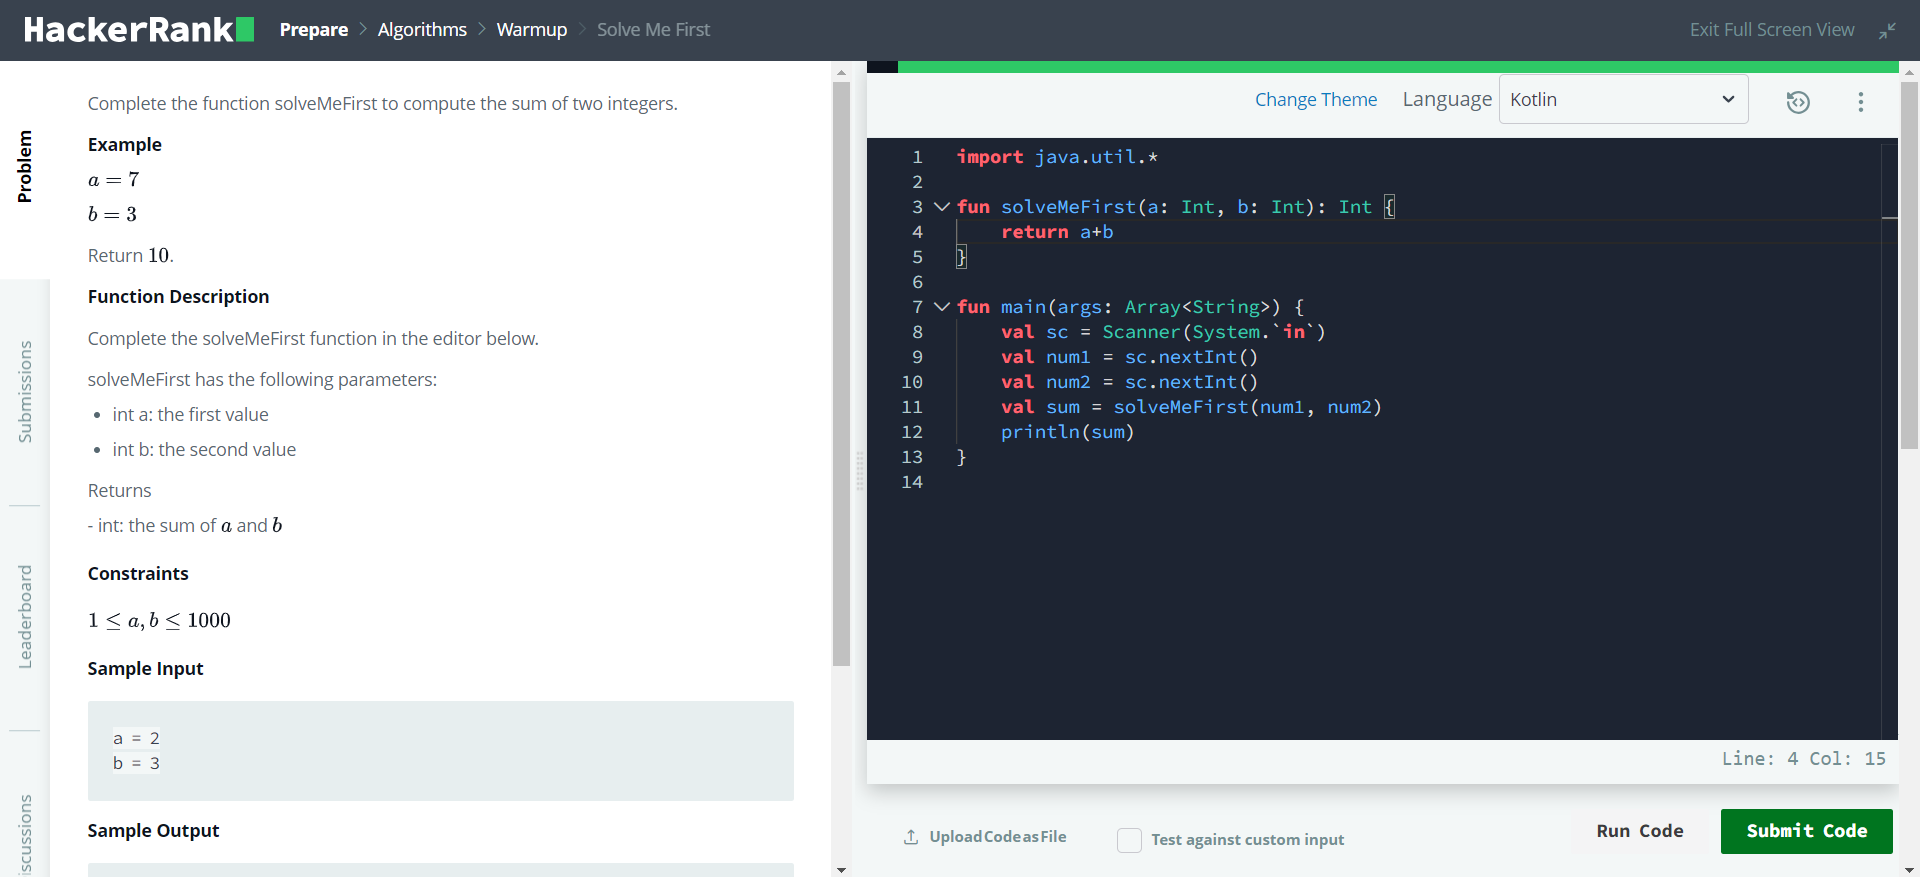 HackerRank
Prepare > Algorithms > Warmup > Solve Me First
Exit Full Screen View
Problem
Submissions
Leaderboard
iscussions
Complete the function solveMeFirst to compute the sum of two integers.
Example
a = 7
b = 3
Return 10.
Function Description
Complete the solveMeFirst function in the editor below.
solveMeFirst has the following parameters:
• int a: the first value
• int b: the second value
Returns
- int: the sum of a and b
Constraints
1 ≤ a, b ≤ 1000
Sample Input
a = 2
b = 3
Sample Output
Change Theme Language Kotlin
1 import java.util.*
2
3 fun solveMeFirst(a: Int, b: Int): Int {
4     return a+b
5 }
6
7 fun main(args: Array<String>) {
8     val sc = Scanner(System.`in`)
9     val num1 = sc.nextInt()
10     val num2 = sc.nextInt()
11     val sum = solveMeFirst(num1, num2)
12     println(sum)
13 }
14
Line: 4 Col: 15
Upload Code as File
Test against custom input
Run Code
Submit Code